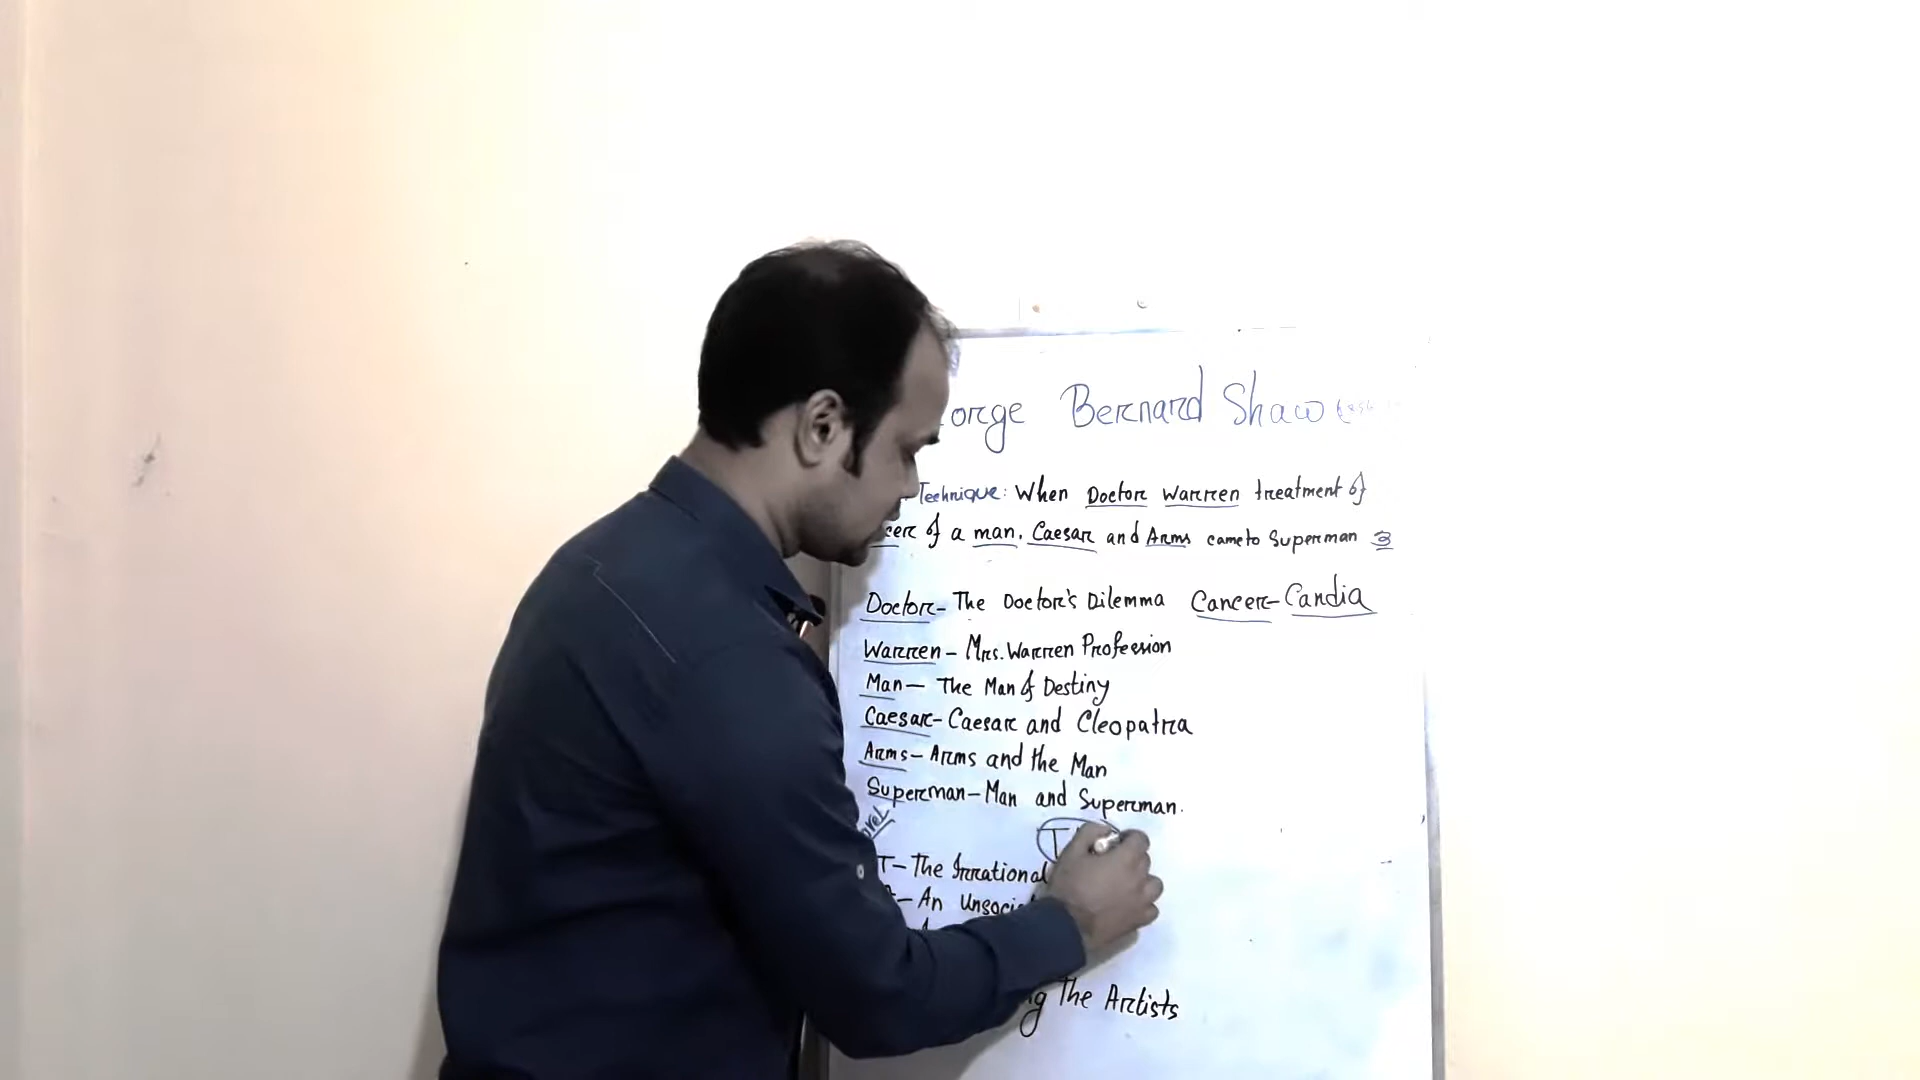 orge Bernard Shaw
Technique: When Doctor Warren treatment of
cer of a man. Caesar and Arms came to Superman
Doctor- The Doctor's Dilemma Cancer- Candia
Warren - Mrs. Warren Profession
Man- The Man of Destiny
Caesar- Caesar and Cleopatra
Arms- Arms and the Man
Superman- Man and Superman.
T
T- The Irrational
- An Unsoci
The Artists